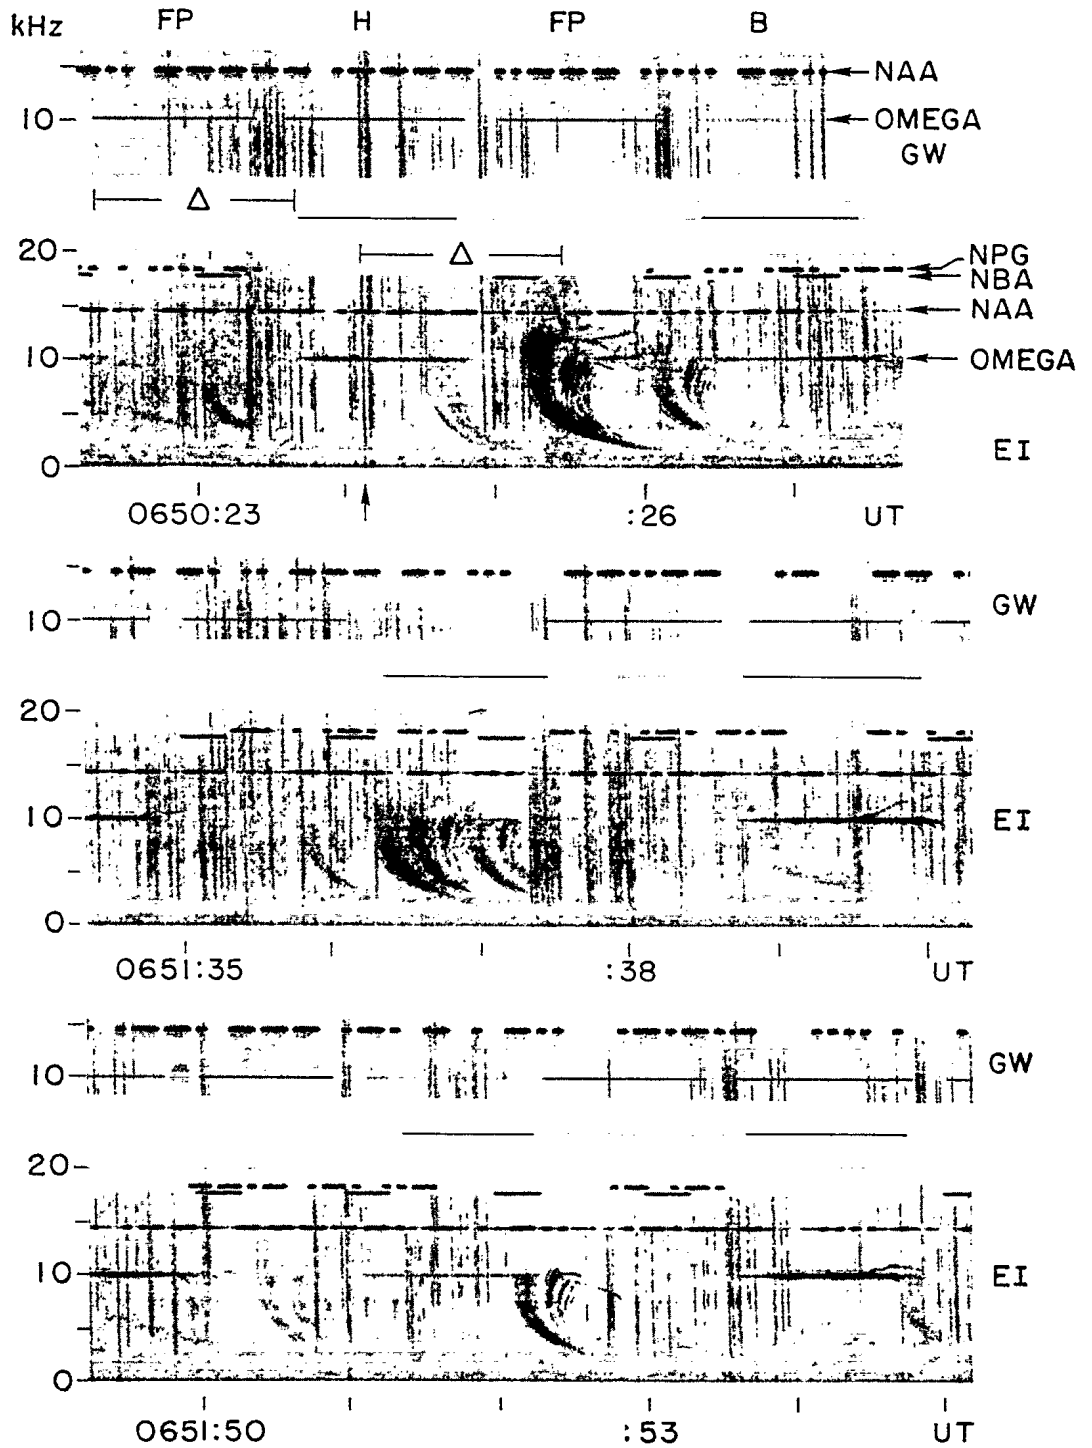 kHz FP H FP B
NAA
10 OMEGA
GW
Δ
20 Δ NPG
NBA
NAA
10 OMEGA
0 EI
0650:23 :26 UT
10 GW
20
10 EI
0
0651:35 :38 UT
10 GW
20
10 EI
0
0651:50 :53 UT